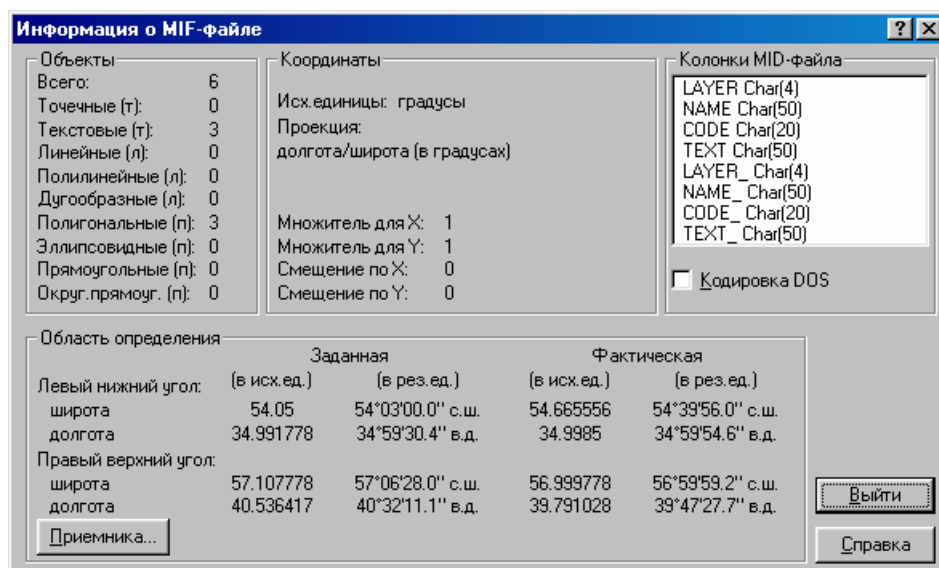 Информация о MIF-файле
Объекты
Всего: 6
Точечные (т): 0
Текстовые (т): 3
Линейные (л): 0
Полилинейные (л): 0
Дугообразные (л): 0
Полигональные (п): 3
Эллипсовидные (п): 0
Прямоугольные (п): 0
Округ.прямоуг. (п): 0
Координаты
Исх.единицы: градусы
Проекция:
долгота/широта (в градусах)
Множитель для X: 1
Множитель для Y: 1
Смещение по X: 0
Смещение по Y: 0
Колонки MID-файла
LAYER Char(4)
NAME Char(50)
CODE Char(20)
TEXT Char(50)
LAYER_ Char(4)
NAME_ Char(50)
CODE_ Char(20)
TEXT_ Char(50)
Кодировка DOS
Область определения
Заданная Фактическая
Левый нижний угол: (в исх.ед.) (в рез.ед.) (в исх.ед.) (в рез.ед.)
широта 54.05 54°03'00.0'' с.ш. 54.665556 54°39'56.0'' с.ш.
долгота 34.991778 34°59'30.4'' в.д. 34.9985 34°59'54.6'' в.д.
Правый верхний угол:
широта 57.107778 57°06'28.0'' с.ш. 56.999778 56°59'59.2'' с.ш.
долгота 40.536417 40°32'11.1'' в.д. 39.791028 39°47'27.7'' в.д.
Приемника...
Выйти
Справка